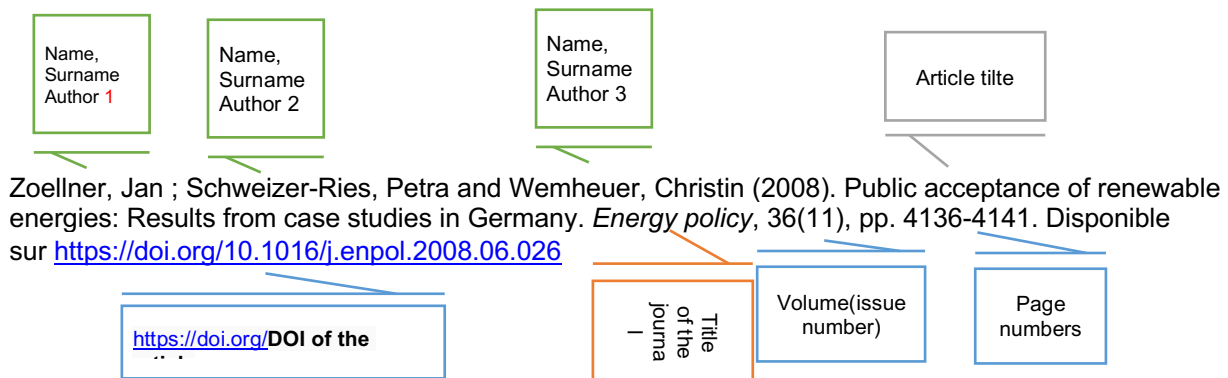 Name,
Surname
Author 1
Name,
Surname
Author 2
Name,
Surname
Author 3
Article tilte
Zoellner, Jan ; Schweizer-Ries, Petra and Wemheuer, Christin (2008). Public acceptance of renewable
energies: Results from case studies in Germany. Energy policy, 36(11), pp. 4136-4141. Disponible
sur https://doi.org/10.1016/j.enpol.2008.06.026
https://doi.org/DOI of the
Title
of the
journa
l
Volume(issue
number)
Page
numbers